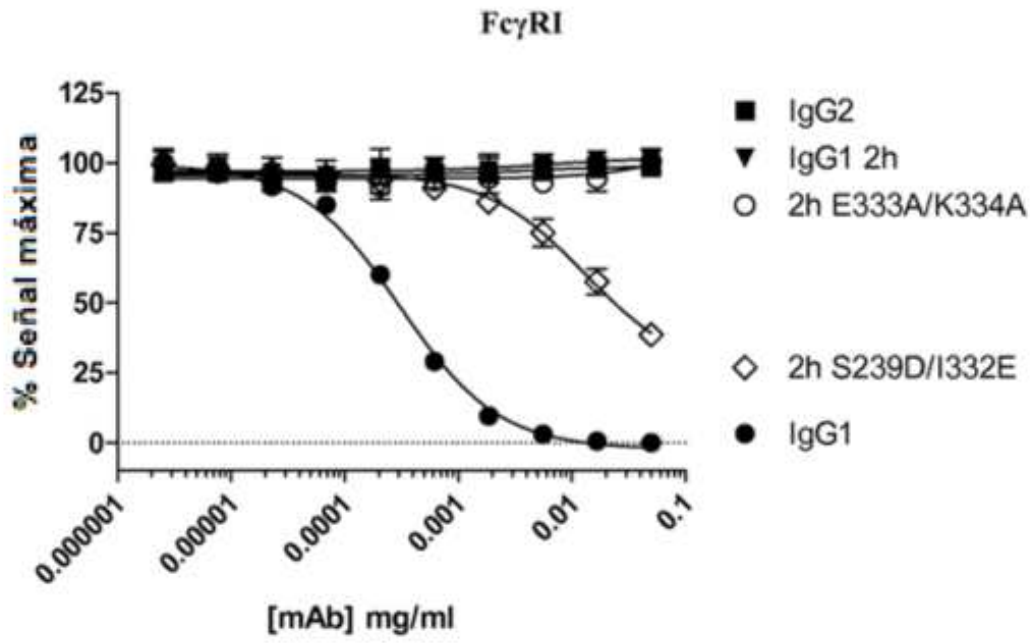 FcγRI
% Señal máxima
125
100
75
50
25
0
0.000001
0.00001
0.0001
0.001
0.01
0.1
[mAb] mg/ml
IgG2
IgG1 2h
2h E333A/K334A
2h S239D/I332E
IgG1